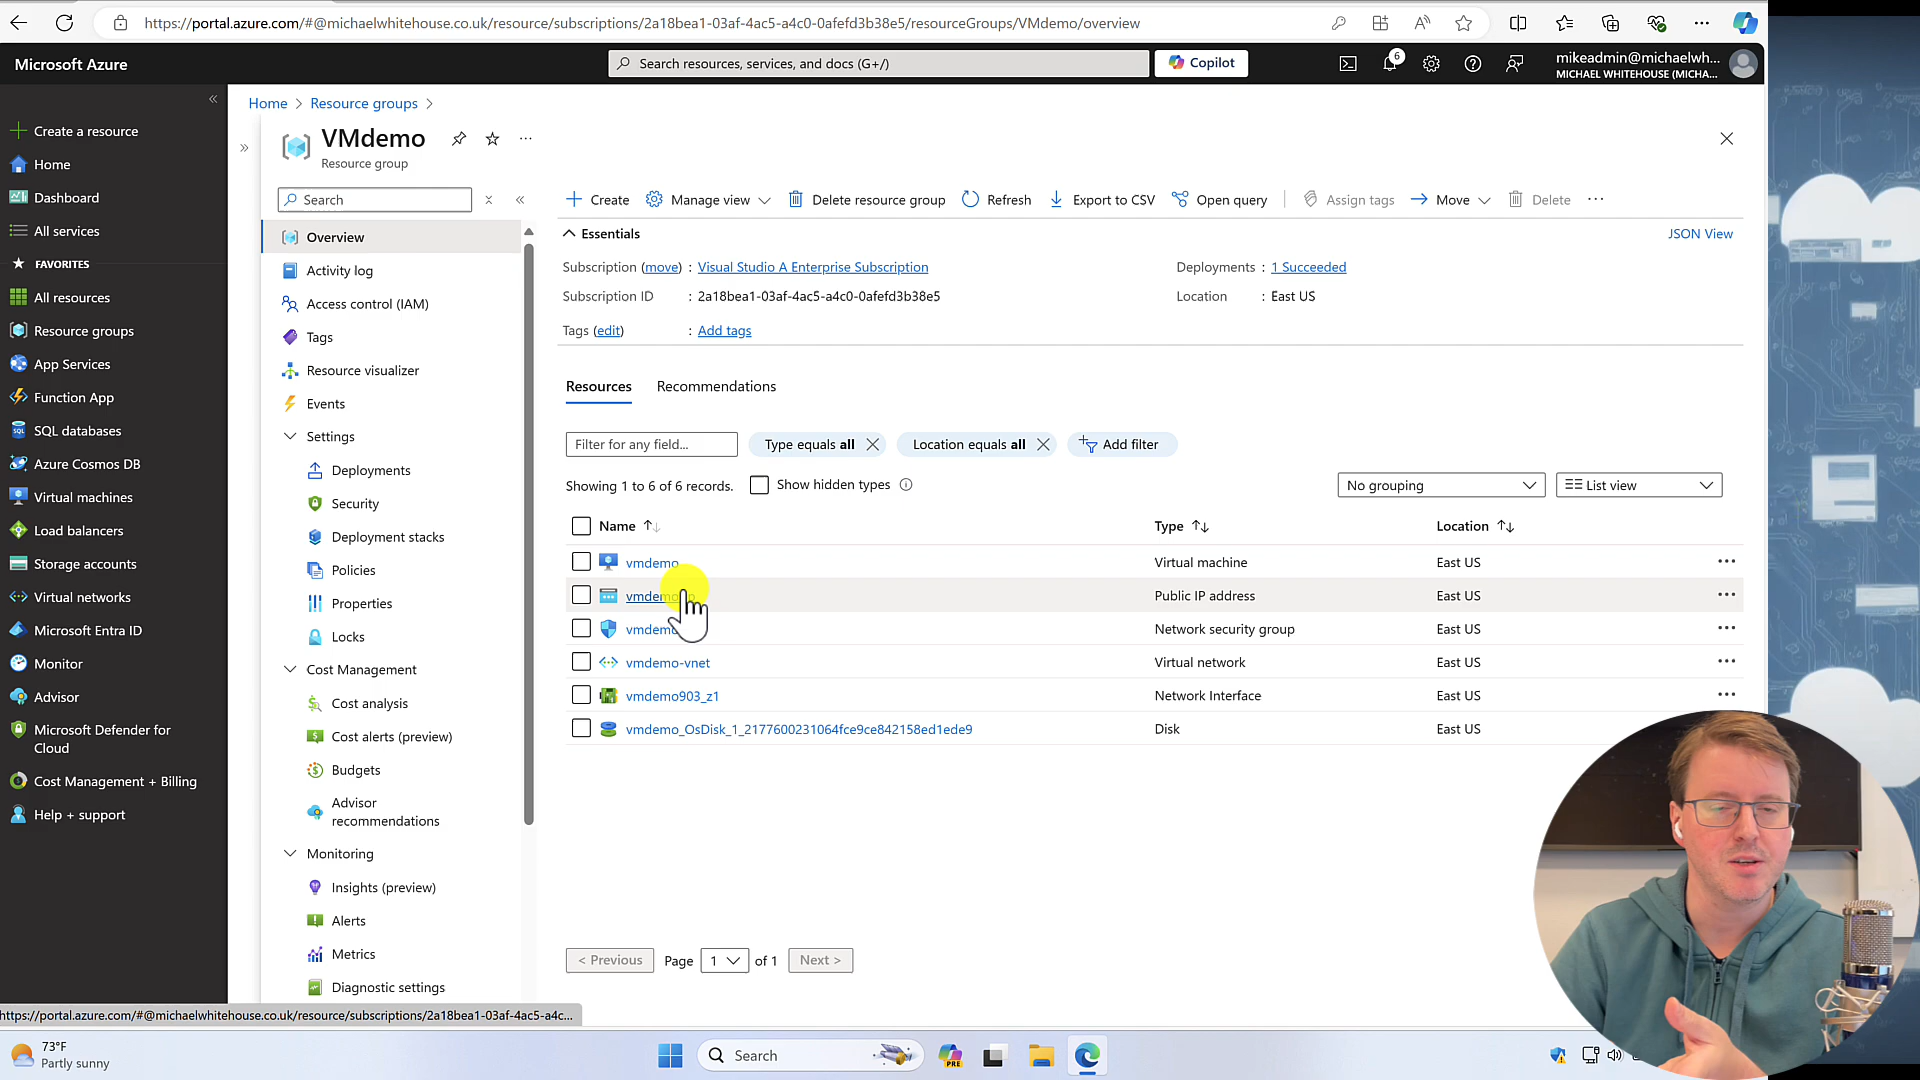 https://portal.azure.com/#@michaelwhitehouse.co.uk/resource/subscriptions/2a18bea1-03af-4ac5-a4c0-0afefd3b38e5/resourceGroups/VMdemo/overview
Microsoft Azure
Search resources, services, and docs (G+/)
Copilot
6
mikeadmin@michaelwh...
MICHAEL WHITEHOUSE (MICHA...
Create a resource
Home
Dashboard
All services
FAVORITES
All resources
Resource groups
App Services
Function App
SQL databases
Azure Cosmos DB
Virtual machines
Load balancers
Storage accounts
Virtual networks
Microsoft Entra ID
Monitor
Advisor
Microsoft Defender for
Cloud
Cost Management + Billing
Help + support
Home > Resource groups >
VMdemo
Resource group
Search
Overview
Activity log
Access control (IAM)
Tags
Resource visualizer
Events
Settings
Deployments
Security
Deployment stacks
Policies
Properties
Locks
Cost Management
Cost analysis
Cost alerts (preview)
Budgets
Advisor
recommendations
Monitoring
Insights (preview)
Alerts
Metrics
Diagnostic settings
Create
Manage view
Delete resource group
Refresh
Export to CSV
Open query
Assign tags
Move
Delete
Essentials
JSON View
Subscription (move) : Visual Studio A Enterprise Subscription
Deployments : 1 Succeeded
Subscription ID : 2a18bea1-03af-4ac5-a4c0-0afefd3b38e5
Location : East US
Tags (edit) : Add tags
Resources
Recommendations
Filter for any field...
Type equals all
Location equals all
Add filter
Showing 1 to 6 of 6 records.
Show hidden types
No grouping
List view
Name
Type
Location
vmdemo Virtual machine East US
Public IP address East US
Network security group East US
vmdemo-vnet Virtual network East US
vmdemo903_z1 Network Interface East US
vmdemo_OsDisk_1_2177600231064fce9ce842158ed1ede9 Disk East US
< Previous
Page 1 of 1
Next >
https://portal.azure.com/#@michaelwhitehouse.co.uk/resource/subscriptions/2a18bea1-03af-4ac5-a4c...
73°F
Partly sunny
Search
PRE